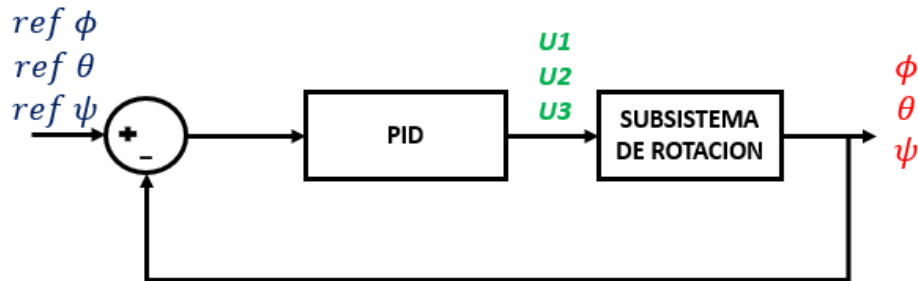 ref ϕ
ref θ
ref ψ
+
-
PID
U1
U2
U3
SUBSISTEMA
DE ROTACION
ϕ
θ
ψ